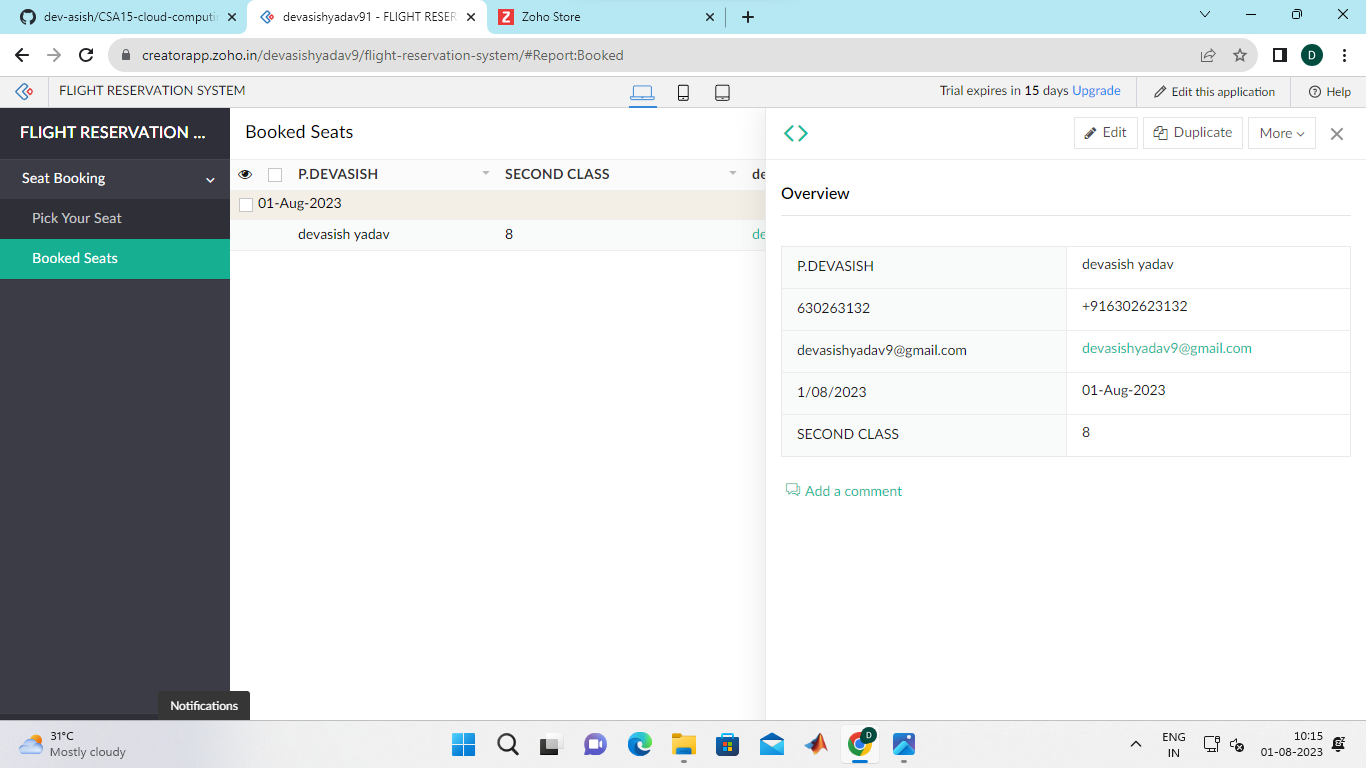 dev-asish/CSA15-cloud-computi
devasishyadav91 - FLIGHT RESER
Z Zoho Store
creatorapp.zoho.in/devasishyadav9/flight-reservation-system/#Report:Booked
D
FLIGHT RESERVATION SYSTEM
Trial expires in 15 days Upgrade
Edit this application
Help
FLIGHT RESERVATION ...
Seat Booking
Pick Your Seat
Booked Seats
Notifications
Booked Seats
P.DEVASISH SECOND CLASS de
01-Aug-2023
devasish yadav 8 de
Edit Duplicate More
Overview
P.DEVASISH devasish yadav
630263132 +916302623132
devasishyadav9@gmail.com devasishyadav9@gmail.com
1/08/2023 01-Aug-2023
SECOND CLASS 8
Add a comment
31°C
Mostly cloudy
D
ENG
IN
10:15
01-08-2023